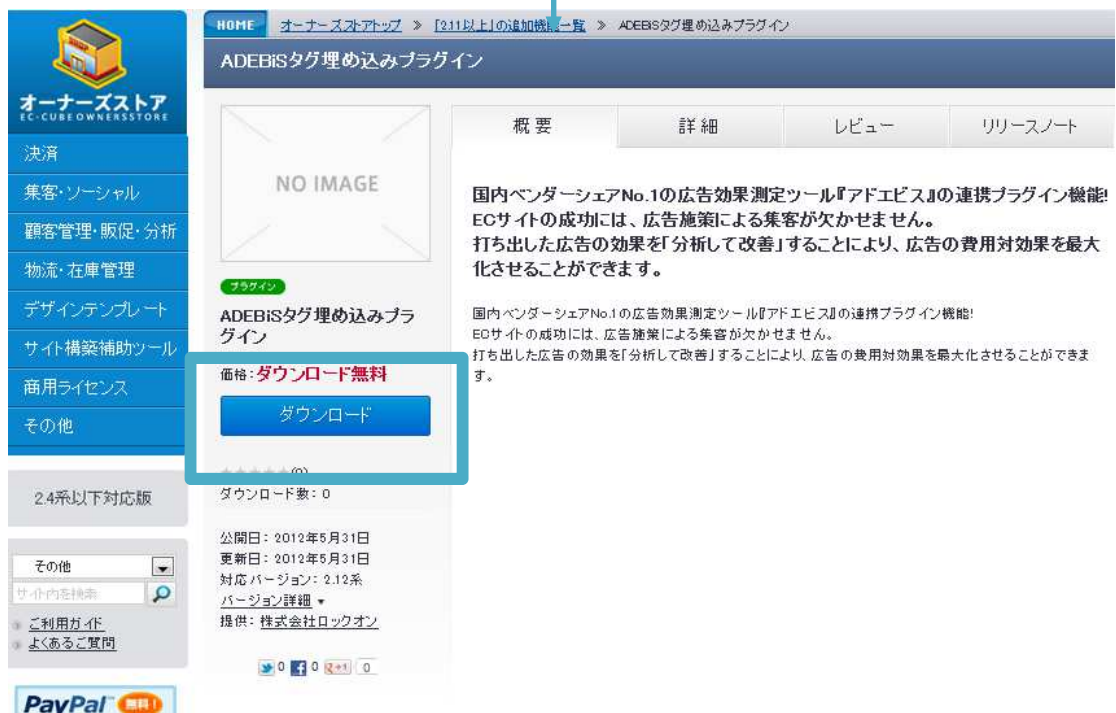 HOME オーナーズストアトップ » 「2.11以上」の追加機能一覧 » ADEBiSタグ埋め込みプラグイン
ADEBiSタグ埋め込みプラグイン
オーナーズストア
EC-CUBE OWNERSSTORE
決済
集客・ソーシャル
顧客管理・販促・分析
物流・在庫管理
デザインテンプレート
サイト構築補助ツール
商用ライセンス
その他
2.4系以下対応版
その他
サイト内を検索
ご利用ガイド
よくあるご質問
PayPal 無料!
NO IMAGE
プラグイン
ADEBiSタグ埋め込みプラ
グイン
価格:ダウンロード無料
ダウンロード
★★★★★(0)
ダウンロード数: 0
公開日: 2012年5月31日
更新日: 2012年5月31日
対応バージョン: 2.12系
バージョン詳細 ▼
提供: 株式会社ロックオン
0 0 +1 0
概要 詳細 レビュー リリースノート
国内ベンダーシェアNo.1の広告効果測定ツール『アドエビス』の連携プラグイン機能!
ECサイトの成功には、広告施策による集客が欠かせません。
打ち出した広告の効果を「分析して改善」することにより、広告の費用対効果を最大
化させることができます。
国内ベンダーシェアNo.1の広告効果測定ツール『アドエビス』の連携プラグイン機能!
ECサイトの成功には、広告施策による集客が欠かせません。
打ち出した広告の効果を「分析して改善」することにより、広告の費用対効果を最大化させることができま
す。